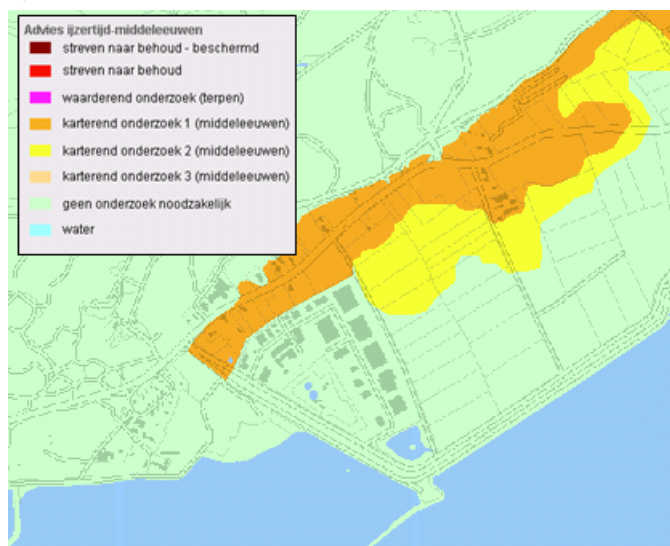 Advies ijzertijd-middeleeuwen
streven naar behoud - beschermd
streven naar behoud
waarderend onderzoek (terpen)
karterend onderzoek 1 (middeleeuwen)
karterend onderzoek 2 (middeleeuwen)
karterend onderzoek 3 (middeleeuwen)
geen onderzoek noodzakelijk
water